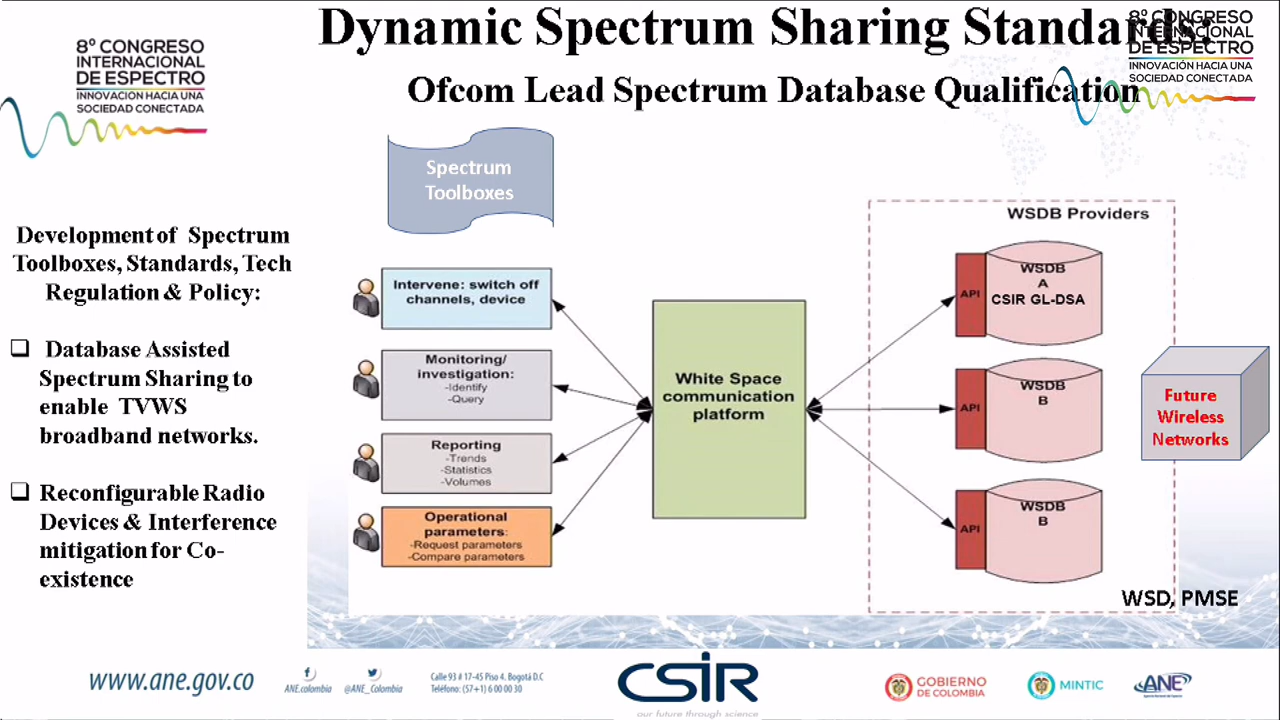 Dynamic Spectrum Sharing Standards:
Ofcom Lead Spectrum Database Qualification
8º CONGRESO
INTERNACIONAL
DE ESPECTRO
INNOVACIÓN HACIA UNA
SOCIEDAD CONECTADA
8º CONGRESO
INTERNACIONAL
DE ESPECTRO
INNOVACIÓN HACIA UNA
SOCIEDAD CONECTADA
Development of Spectrum
Toolboxes, Standards, Tech
Regulation & Policy:
Database Assisted
Spectrum Sharing to
enable TVWS
broadband networks.
Reconfigurable Radio
Devices & Interference
mitigation for Co-
existence
Spectrum
Toolboxes
Intervene: switch off
channels, device
Monitoring/
investigation:
-Identify
-Query
Reporting
-Trends
-Statistics
-Volumes
Operational
parameters:
-Request parameters
-Compare parameters
White Space
communication
platform
WSDB Providers
API
WSDB
A
CSIR GL-DSA
API
WSDB
B
API
WSDB
B
Future
Wireless
Networks
WSD, PMSE
www.ane.gov.co
ANE.colombia
@ANE_Colombia
Calle 93 # 17-45 Piso 4. Bogotá D.C
Teléfono: (57+1) 6 00 00 30
CSIR
our future through science
GOBIERNO
DE COLOMBIA
MINTIC
ANE